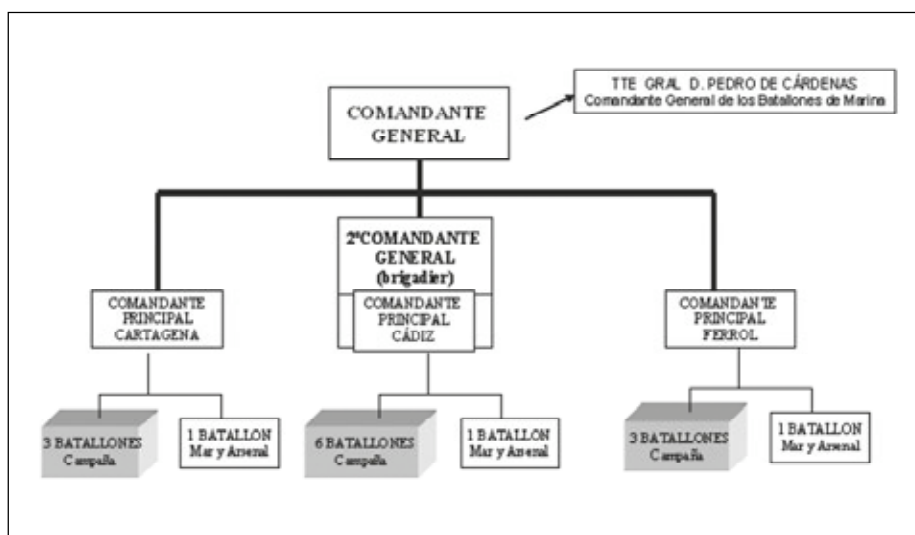 TTE GRAL D. PEDRO DE CÁRDENAS
Comandante General de los Batallones de Marina
COMANDANTE
GENERAL
2ºCOMANDANTE
GENERAL
(brigadier)
COMANDANTE
PRINCIPAL
CARTAGENA
COMANDANTE
PRINCIPAL
CÁDIZ
COMANDANTE
PRINCIPAL
FERROL
3 BATALLONES
Campaña
1 BATALLON
Mar y Arsenal
6 BATALLONES
Campaña
1 BATALLON
Mar y Arsenal
3 BATALLONES
Campaña
1 BATALLON
Mar y Arsenal